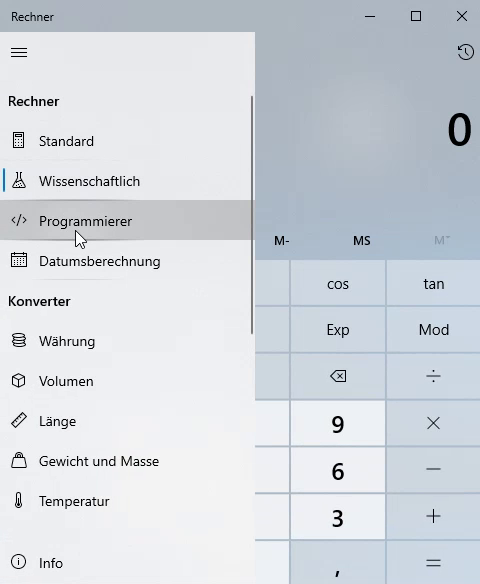 Rechner
Rechner
Standard
Wissenschaftlich
Programmierer
Datumsberechnung
Konverter
Währung
Volumen
Länge
Gewicht und Masse
Temperatur
Info
0
M- MS M˜
cos tan
Exp Mod
÷
9 ×
6 −
3 +
, =